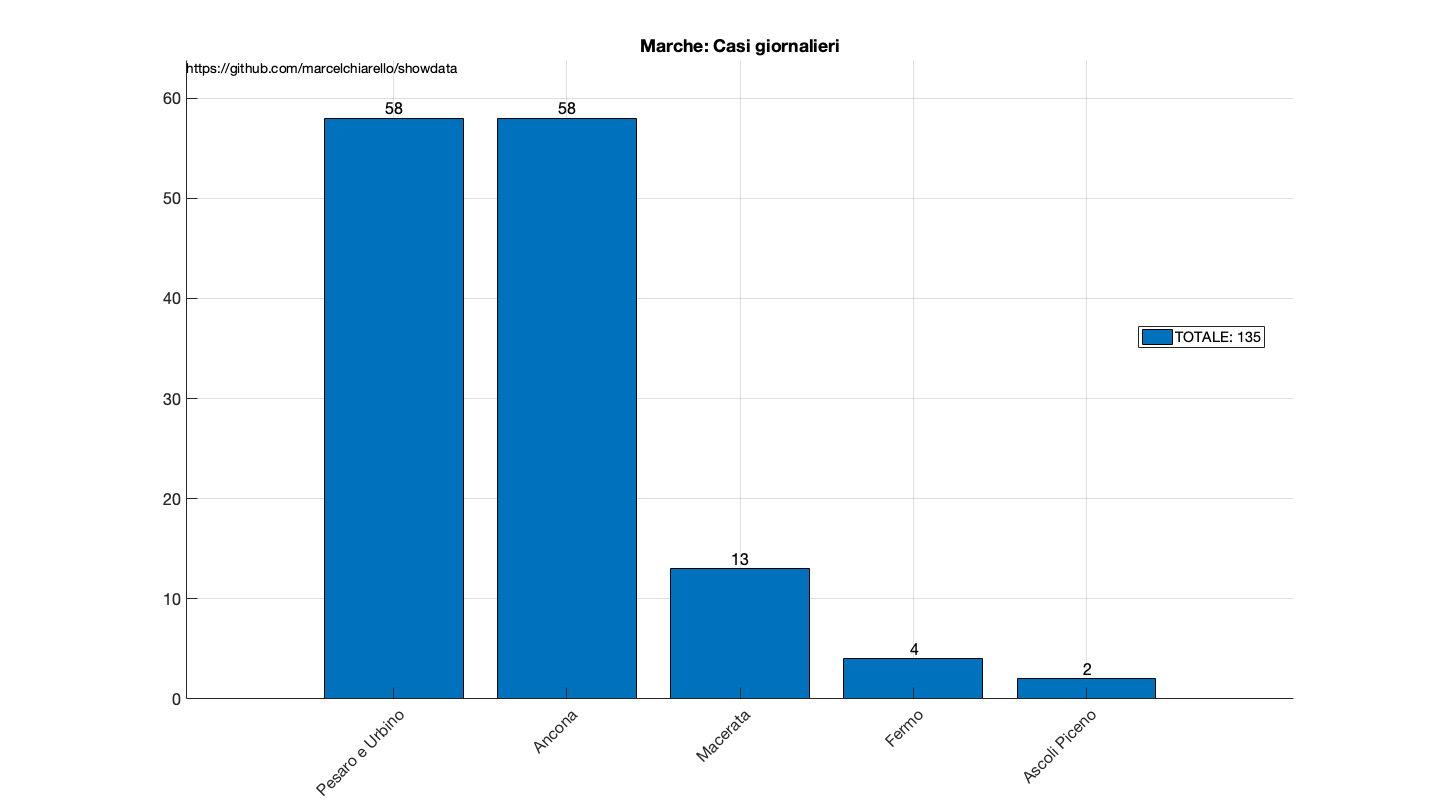 Marche: Casi giornalieri
https://github.com/marcelchiarello/showdata
60
58
58
50
40
TOTALE: 135
30
20
13
10
4
2
0
Pesaro e Urbino
Ancona
Macerata
Fermo
Ascoli Piceno